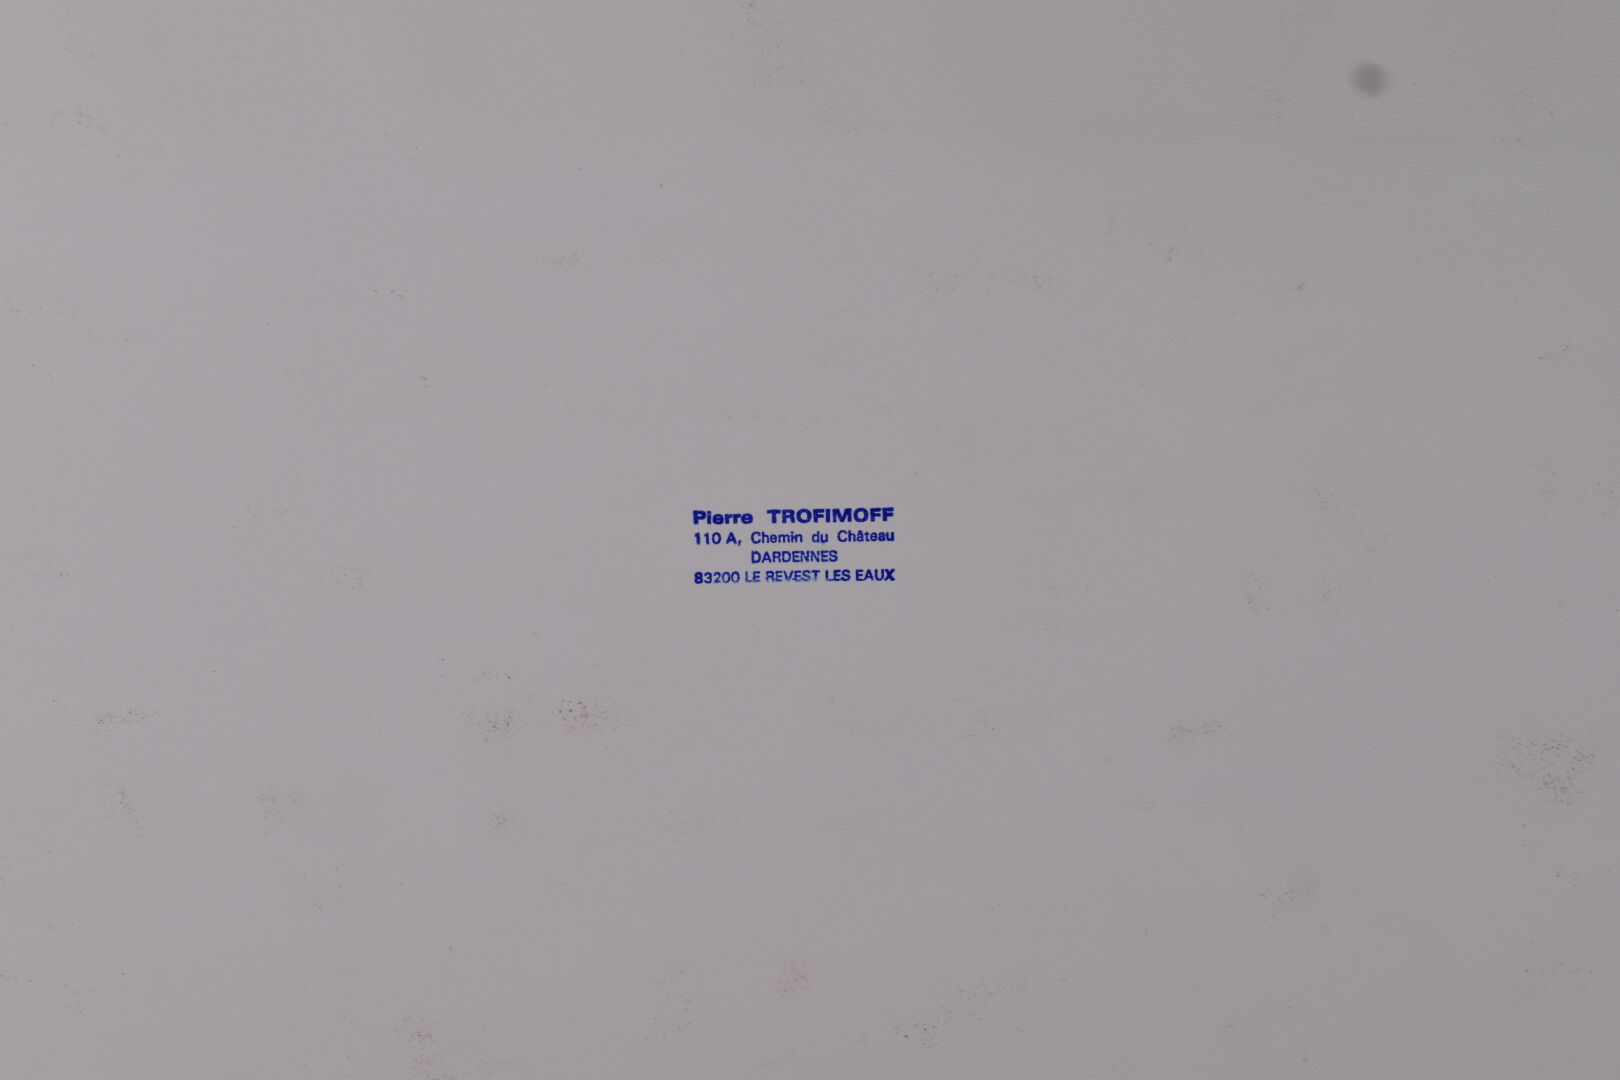 Pierre TROFIMOFF
110 A, Chemin du Château
DARDENNES
83200 LE REVEST LES EAUX